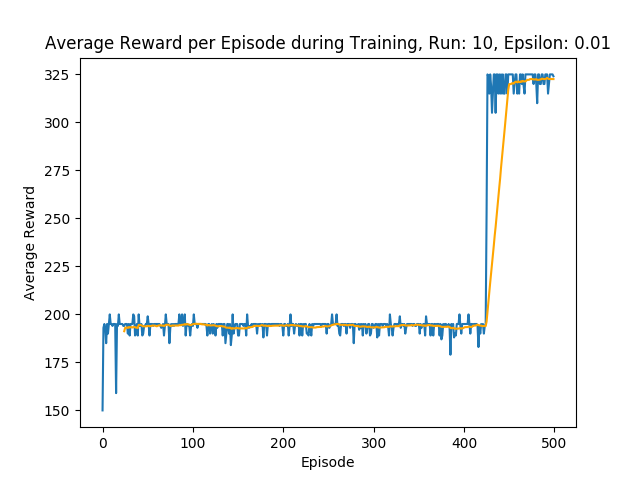 Average Reward per Episode during Training, Run: 10, Epsilon: 0.01
325
300
275
250
225
200
175
150
Average Reward
0 100 200 300 400 500
Episode